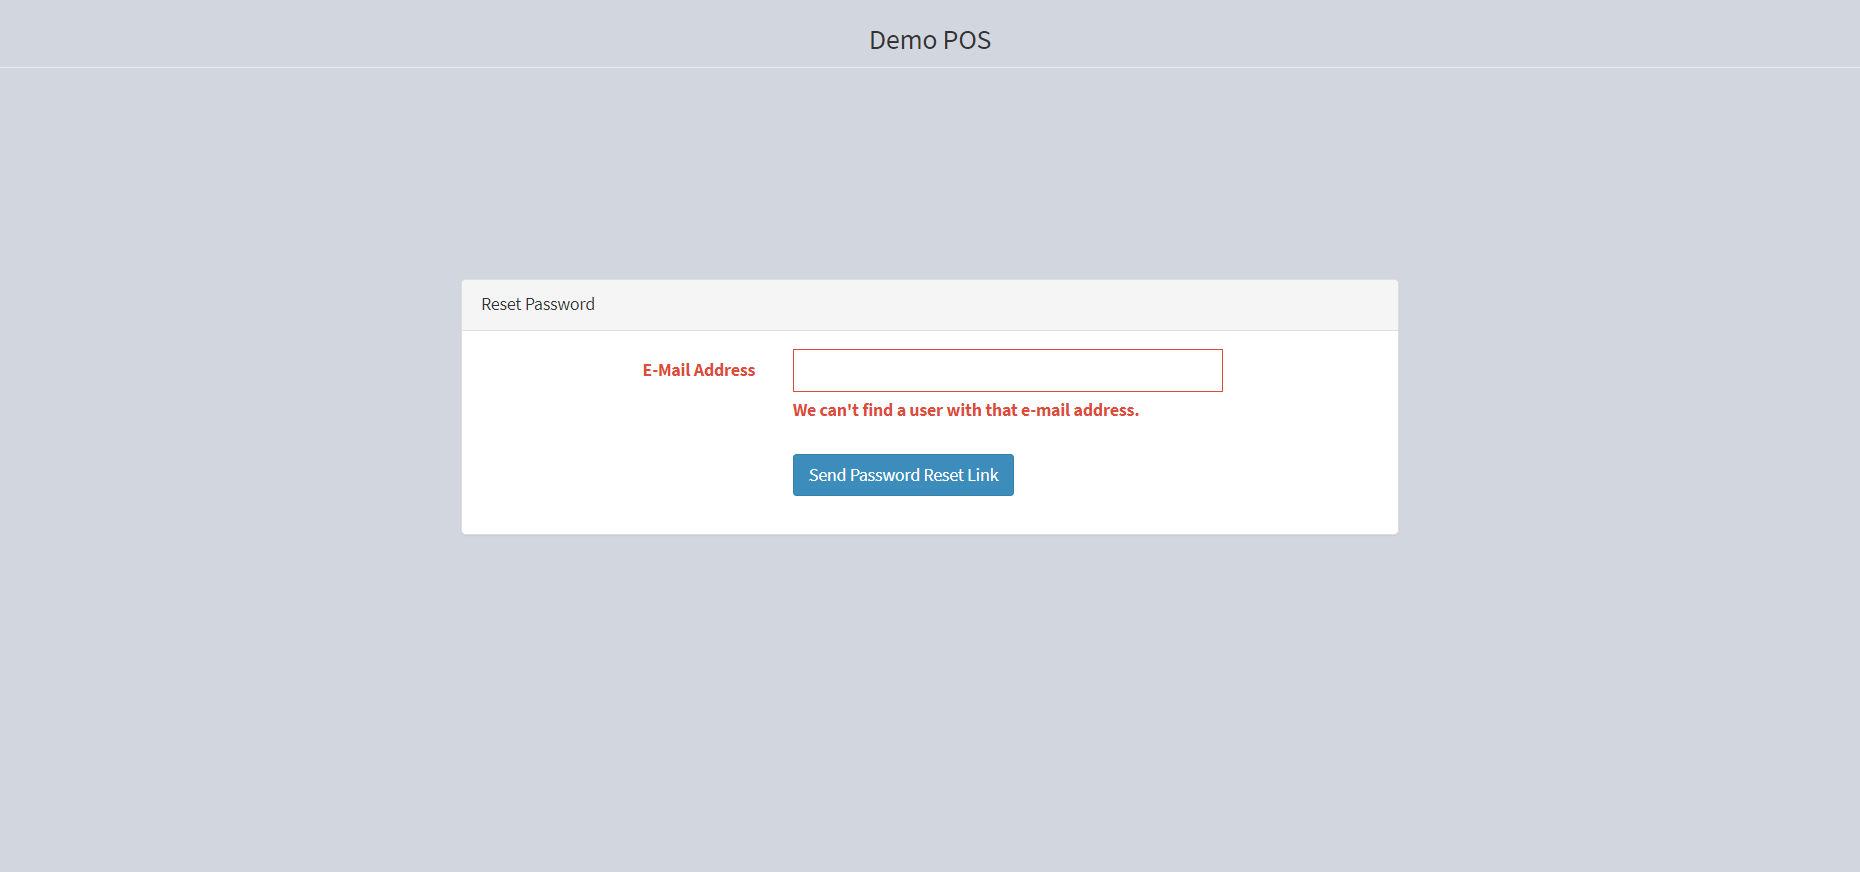 Demo POS
Reset Password
E-Mail Address
We can't find a user with that e-mail address.
Send Password Reset Link